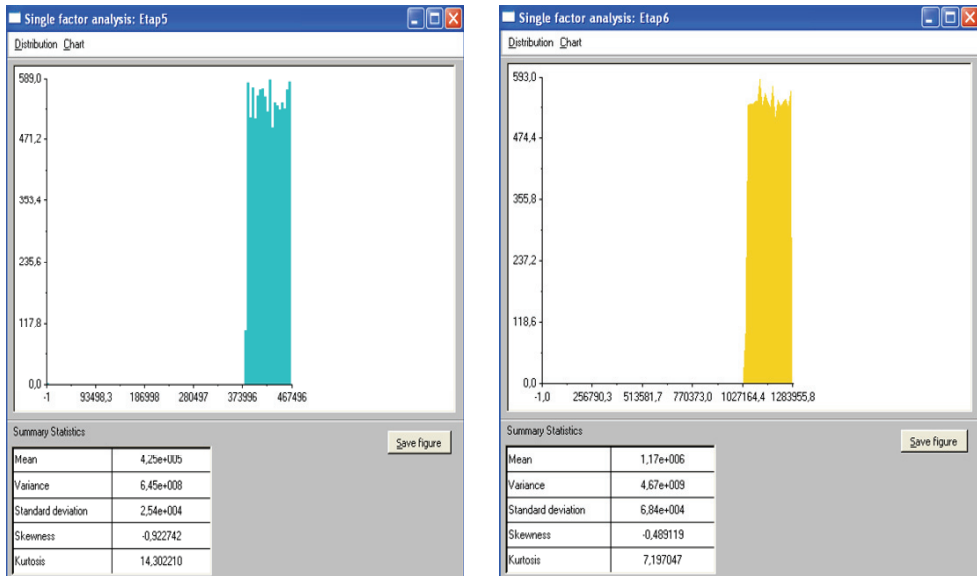 Single factor analysis: Etap5
Distribution Chart
589,0
471,2
353,4
235,6
117,8
0,0
-1 93498,3 186998 280497 373996 467496
Summary Statistics
Save figure
Mean 4,25e+005
Variance 6,45e+008
Standard deviation 2,54e+004
Skewness -0,922742
Kurtosis 14,302210
Single factor analysis: Etap6
Distribution Chart
593,0
474,4
355,8
237,2
118,6
0,0
-1,0 256790,3 513581,7 770373,0 1027164,4 1283955,8
Summary Statistics
Save figure
Mean 1,17e+006
Variance 4,67e+009
Standard deviation 6,84e+004
Skewness -0,489119
Kurtosis 7,197047